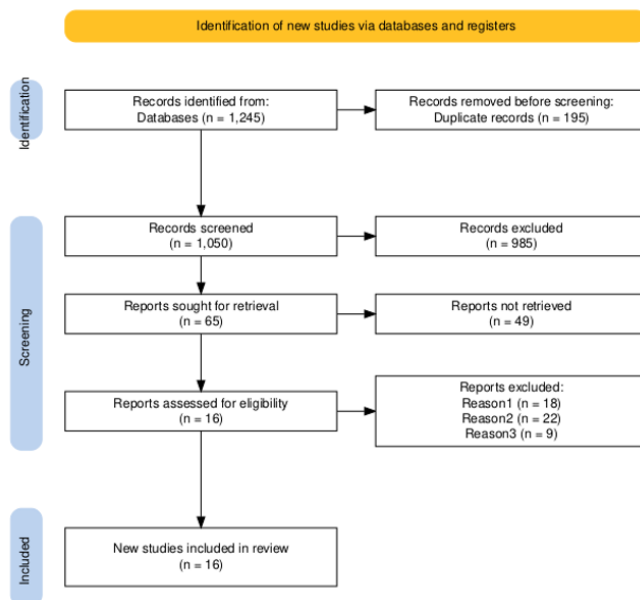 Identification of new studies via databases and registers
Identification
Records identified from:
Databases (n = 1,245)
Records removed before screening:
Duplicate records (n = 195)
Screening
Records screened
(n = 1,050)
Records excluded
(n = 985)
Reports sought for retrieval
(n = 65)
Reports not retrieved
(n = 49)
Reports assessed for eligibility
(n = 16)
Reports excluded:
Reason1 (n = 18)
Reason2 (n = 22)
Reason3 (n = 9)
Included
New studies included in review
(n = 16)